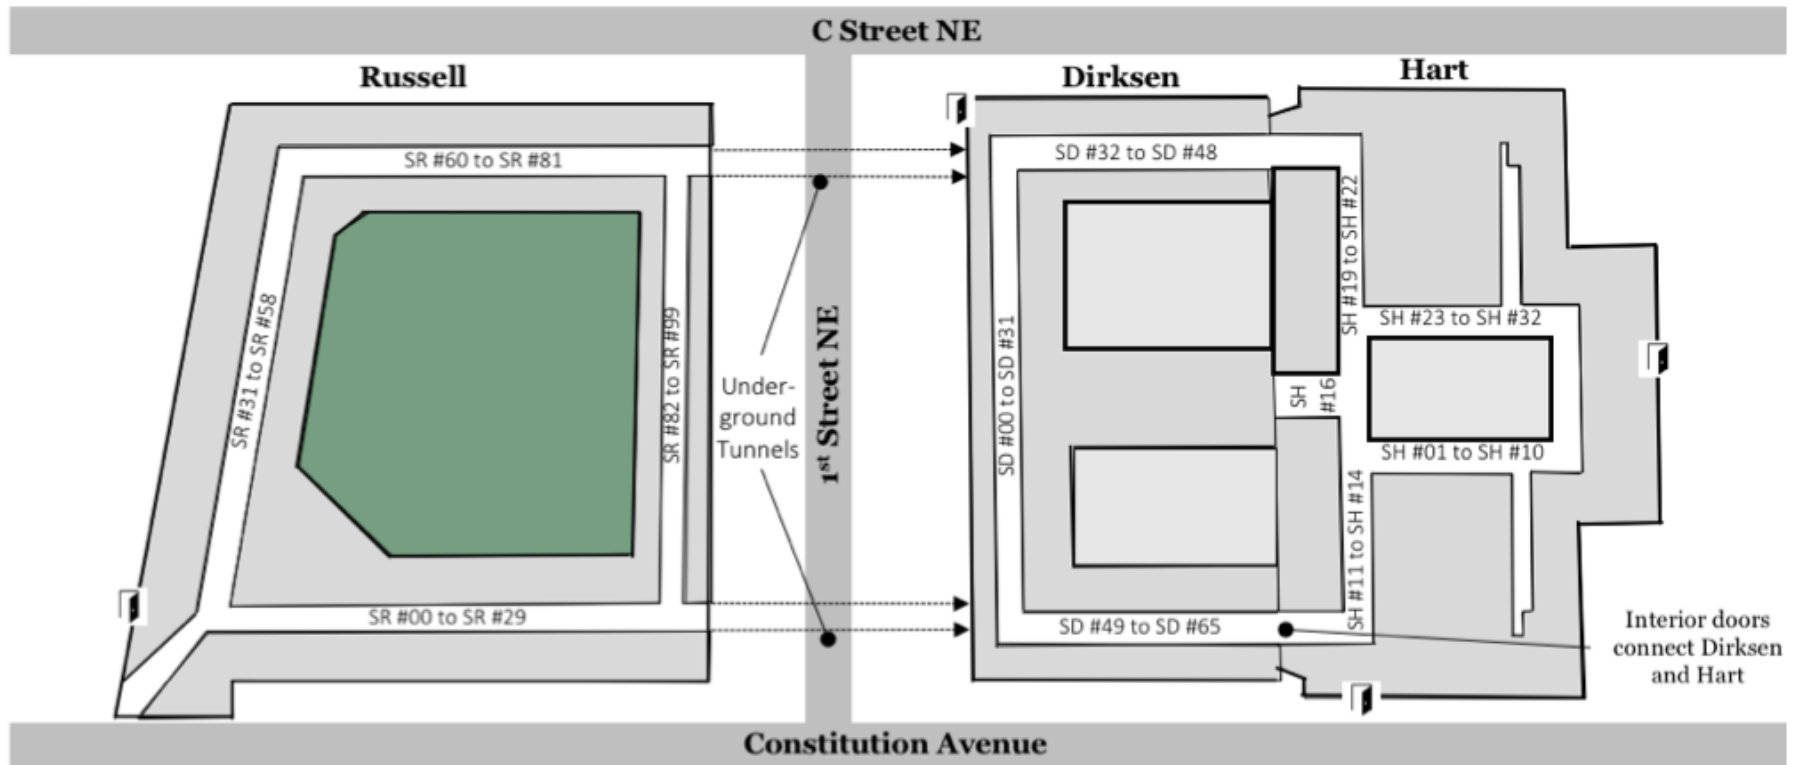 C Street NE
Russell
Dirksen
Hart
SR #60 to SR #81
SD #32 to SD #48
SR #31 to SR #58
SR #82 to SR #99
Under-
ground
Tunnels
1st Street NE
SD #00 to SD #31
SH #19 to SH #22
SH #23 to SH #32
SH
#16
SH #01 to SH #10
SH #11 to SH #14
SR #00 to SR #29
SD #49 to SD #65
Interior doors
connect Dirksen
and Hart
Constitution Avenue